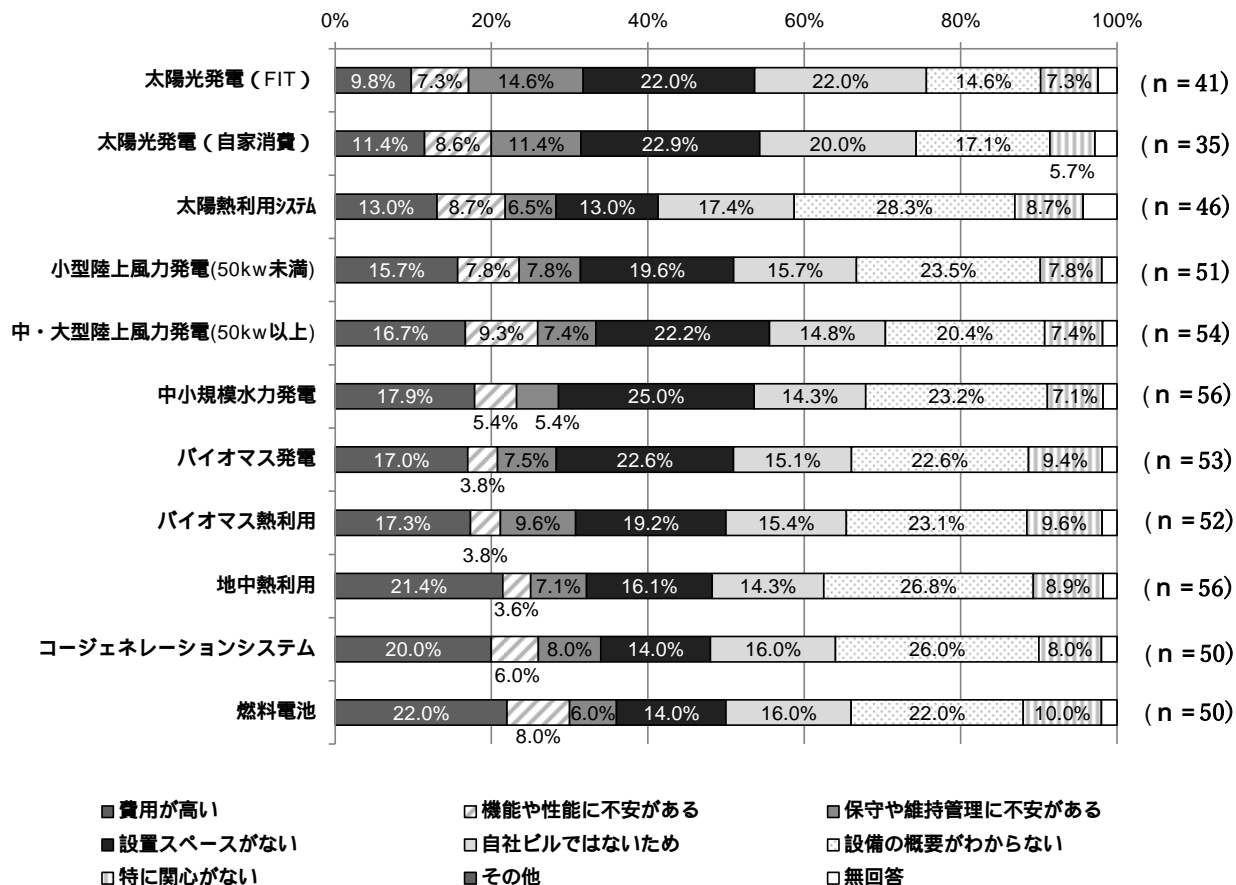 0% 20% 40% 60% 80% 100%
太陽光発電（FIT） 9.8% 7.3% 14.6% 22.0% 22.0% 14.6% 7.3% (n=41)
太陽光発電（自家消費） 11.4% 8.6% 11.4% 22.9% 20.0% 17.1% (n=35)
5.7%
太陽熱利用ｼｽﾃﾑ 13.0% 8.7% 6.5% 13.0% 17.4% 28.3% 8.7% (n=46)
小型陸上風力発電(50kw未満) 15.7% 7.8% 7.8% 19.6% 15.7% 23.5% 7.8% (n=51)
中・大型陸上風力発電(50kw以上) 16.7% 9.3% 7.4% 22.2% 14.8% 20.4% 7.4% (n=54)
中小規模水力発電 17.9% 25.0% 14.3% 23.2% 7.1% (n=56)
5.4% 5.4%
バイオマス発電 17.0% 7.5% 22.6% 15.1% 22.6% 9.4% (n=53)
3.8%
バイオマス熱利用 17.3% 9.6% 19.2% 15.4% 23.1% 9.6% (n=52)
3.8%
地中熱利用 21.4% 7.1% 16.1% 14.3% 26.8% 8.9% (n=56)
3.6%
コージェネレーションシステム 20.0% 8.0% 14.0% 16.0% 26.0% 8.0% (n=50)
6.0%
燃料電池 22.0% 6.0% 14.0% 16.0% 22.0% 10.0% (n=50)
8.0%
費用が高い 機能や性能に不安がある 保守や維持管理に不安がある
設置スペースがない 自社ビルではないため 設備の概要がわからない
特に関心がない その他 無回答